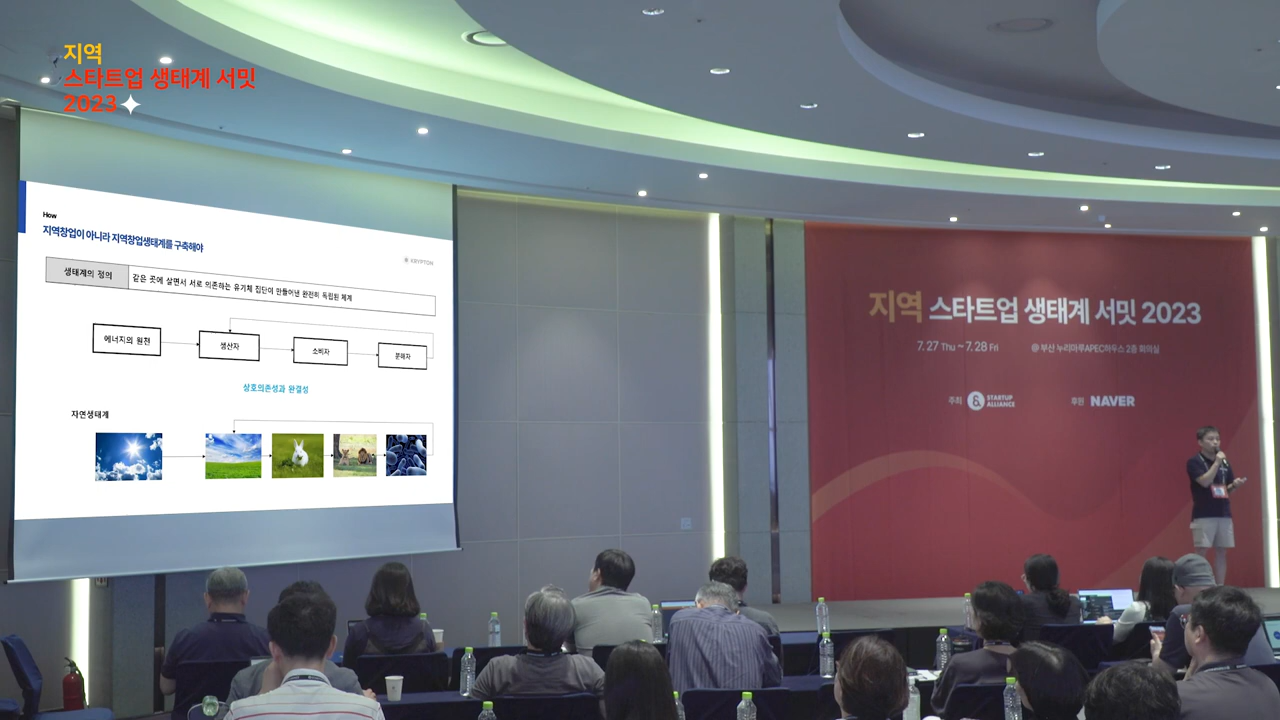 지역
스타트업 생태계 서밋
2023
How
지역창업이 아니라 지역창업생태계를 구축해야
KRYPTON
생태계의 정의
같은 곳에 살면서 서로 의존하는 유기체 집단이 만들어낸 완전히 독립된 체계
에너지의 원천
생산자
소비자
분해자
상호의존성과 완결성
자연생태계
지역 스타트업 생태계 서밋 2023
7. 27 Thu ~ 7. 28 Fri
@ 부산 누리마루APEC하우스 2층 회의실
주최
& STARTUP
ALLIANCE
후원
NAVER